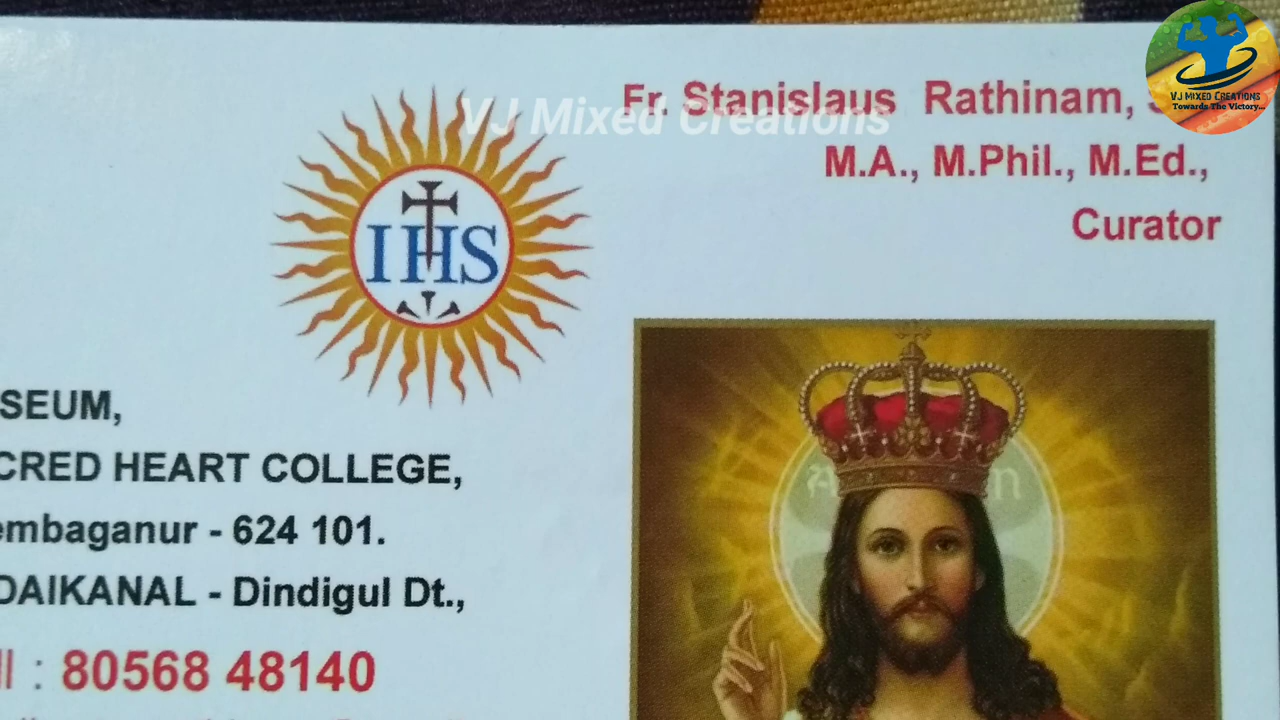 Fr. Stanislaus Rathinam,
M.A., M.Phil., M.Ed.,
Curator
IHS
SEUM,
CRED HEART COLLEGE,
embaganur - 624 101.
DAIKANAL - Dindigul Dt.,
ll : 80568 48140
VJ Mixed Creations
VJ MIXED CREATIONS
Towards The Victory...